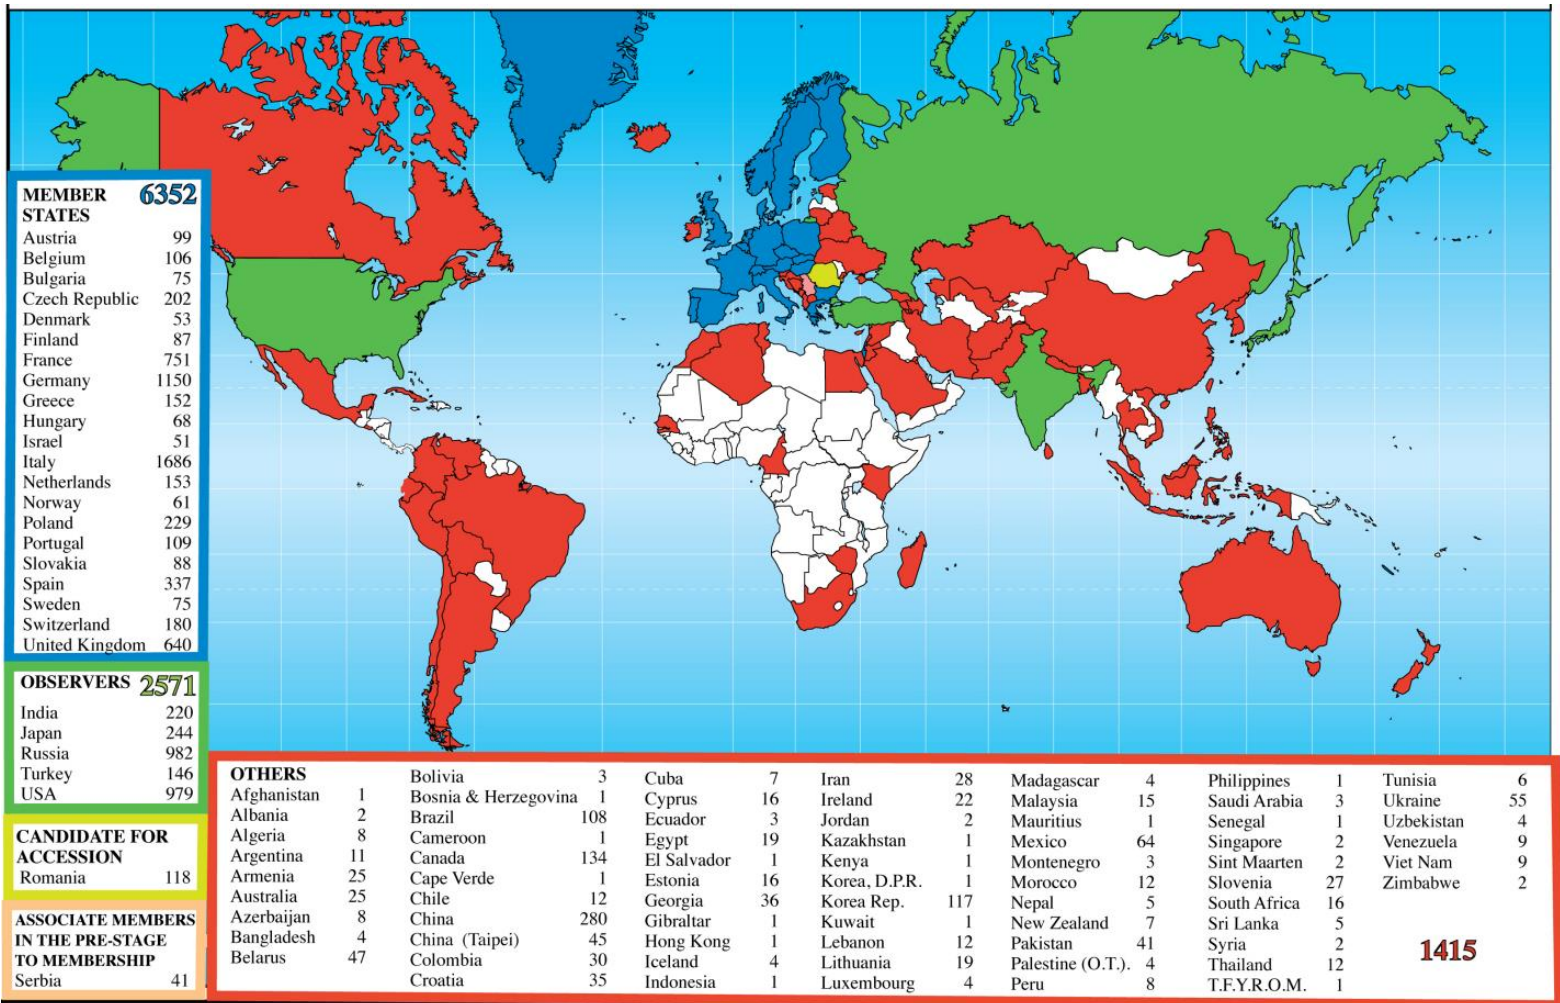 MEMBER STATES 6352
Austria 99
Belgium 106
Bulgaria 75
Czech Republic 202
Denmark 53
Finland 87
France 751
Germany 1150
Greece 152
Hungary 68
Israel 51
Italy 1686
Netherlands 153
Norway 61
Poland 229
Portugal 109
Slovakia 88
Spain 337
Sweden 75
Switzerland 180
United Kingdom 640
OBSERVERS 2571
India 220
Japan 244
Russia 982
Turkey 146
USA 979
CANDIDATE FOR
ACCESSION
Romania 118
ASSOCIATE MEMBERS
IN THE PRE-STAGE
TO MEMBERSHIP
Serbia 41
OTHERS
Afghanistan 1
Albania 2
Algeria 8
Argentina 11
Armenia 25
Australia 25
Azerbaijan 8
Bangladesh 4
Belarus 47
Bolivia 3
Bosnia & Herzegovina 1
Brazil 108
Cameroon 1
Canada 134
Cape Verde 1
Chile 12
China 280
China (Taipei) 45
Colombia 30
Croatia 35
Cuba 7
Cyprus 16
Ecuador 3
Egypt 19
El Salvador 1
Estonia 16
Georgia 36
Gibraltar 1
Hong Kong 1
Iceland 4
Indonesia 1
Iran 28
Ireland 22
Jordan 2
Kazakhstan 1
Kenya 1
Korea, D.P.R. 1
Korea Rep. 117
Kuwait 1
Lebanon 12
Lithuania 19
Luxembourg 4
Madagascar 4
Malaysia 15
Mauritius 1
Mexico 64
Montenegro 3
Morocco 12
Nepal 5
New Zealand 7
Pakistan 41
Palestine (O.T.). 4
Peru 8
Philippines 1
Saudi Arabia 3
Senegal 1
Singapore 2
Sint Maarten 2
Slovenia 27
South Africa 16
Sri Lanka 5
Syria 2
Thailand 12
T.F.Y.R.O.M. 1
Tunisia 6
Ukraine 55
Uzbekistan 4
Venezuela 9
Viet Nam 9
Zimbabwe 2
1415